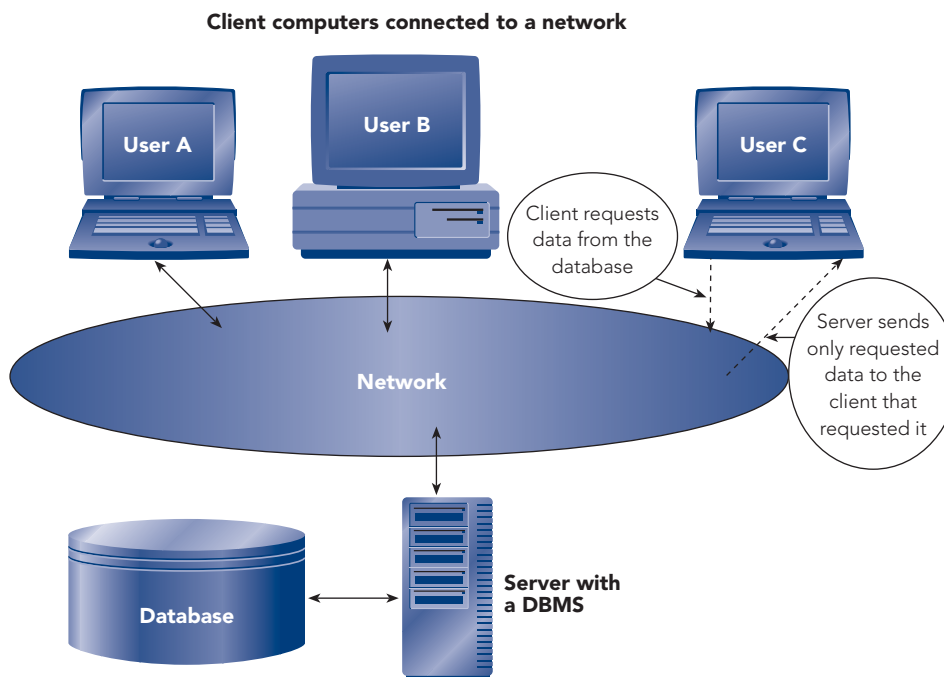 Client computers connected to a network
User A
User B
User C
Client requests
data from the
database
Server sends
only requested
data to the
client that
requested it
Network
Server with
a DBMS
Database